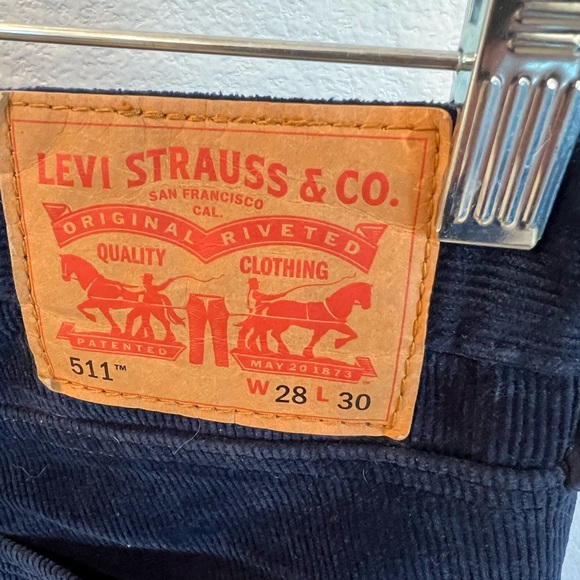 LEVI STRAUSS & CO.
SAN FRANCISCO
CAL.
ORIGINAL RIVETED
QUALITY CLOTHING
PATENTED MAY 20 1873
511™
W 28 L 30